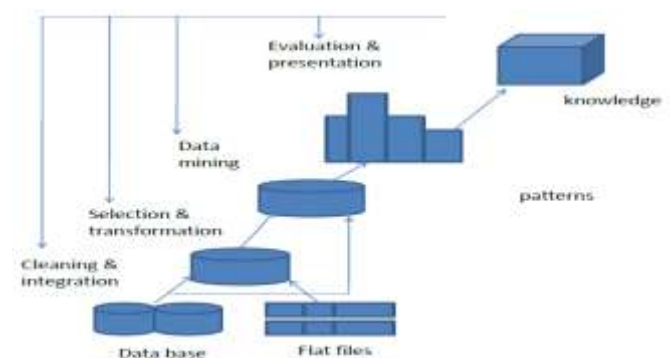 Evaluation &
presentation
knowledge
Data
mining
patterns
Selection &
transformation
Cleaning &
integration
Data base
Flat files